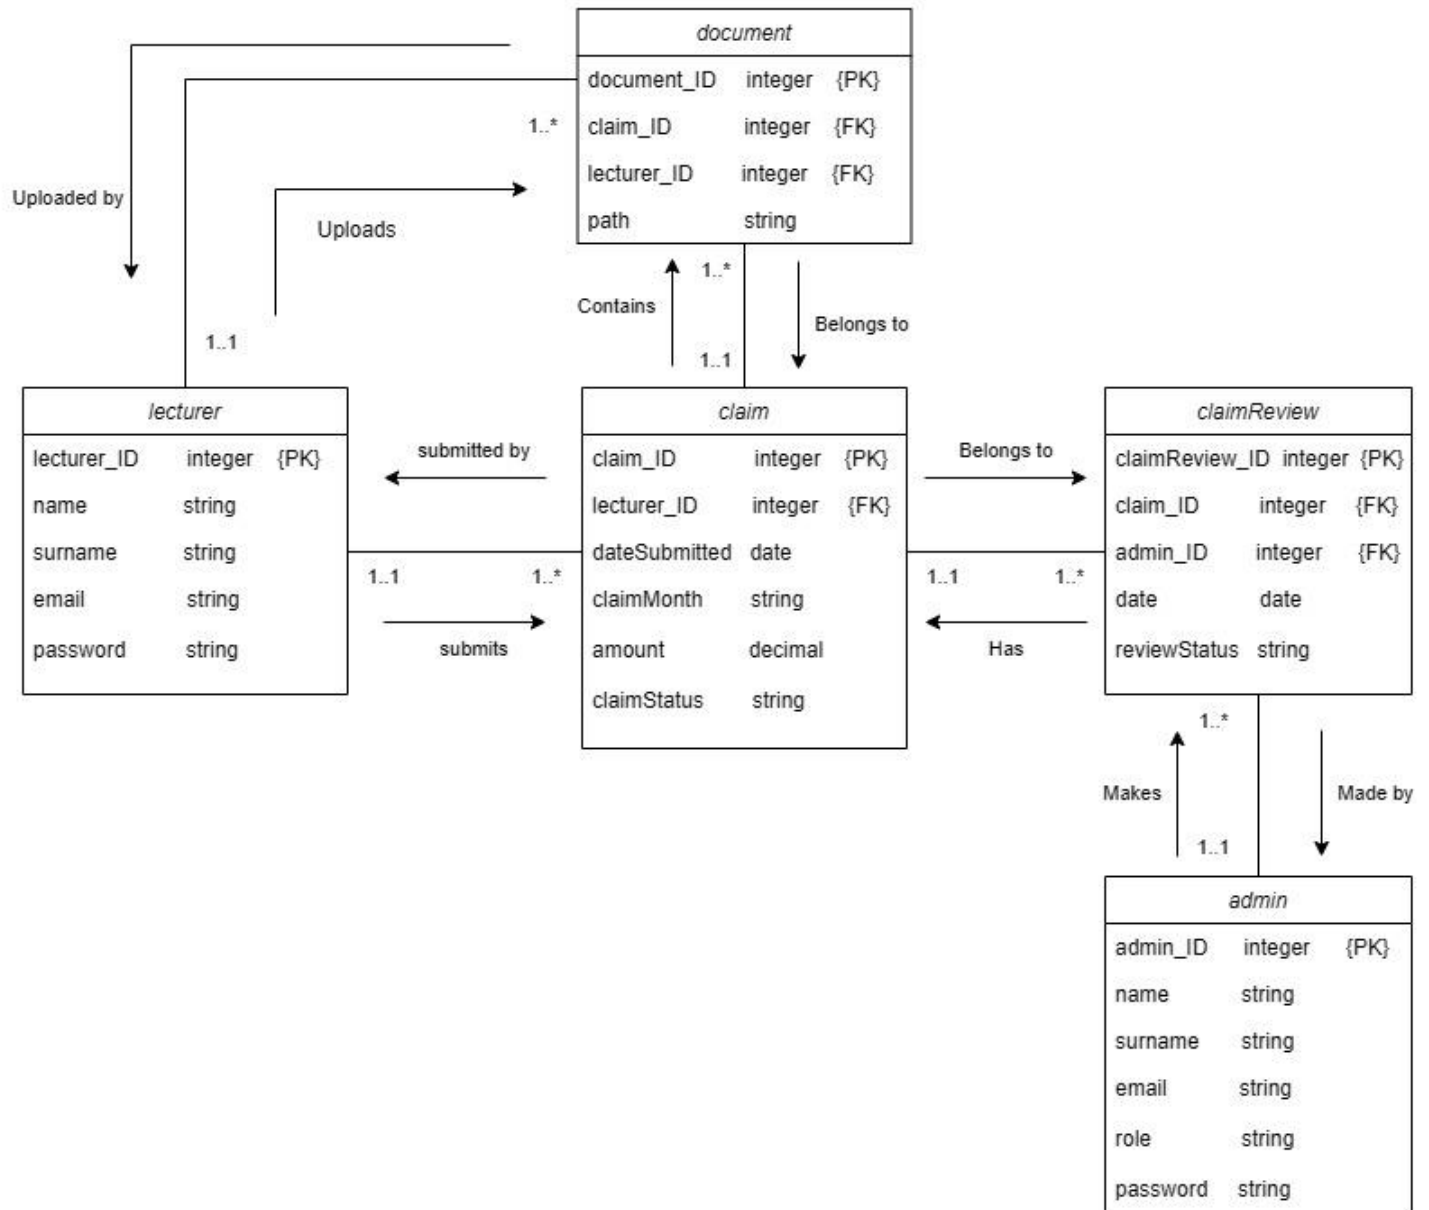 document
document_ID integer {PK}
claim_ID integer {FK}
lecturer_ID integer {FK}
path string
1..*
Uploaded by
Uploads
1..1
Contains
1..*
Belongs to
1..1
lecturer
lecturer_ID integer {PK}
name string
surname string
email string
password string
submitted by
1..1
1..*
submits
claim
claim_ID integer {PK}
lecturer_ID integer {FK}
dateSubmitted date
claimMonth string
amount decimal
claimStatus string
Belongs to
1..1
1..*
Has
claimReview
claimReview_ID integer {PK}
claim_ID integer {FK}
admin_ID integer {FK}
date date
reviewStatus string
1..*
Makes
Made by
1..1
admin
admin_ID integer {PK}
name string
surname string
email string
role string
password string